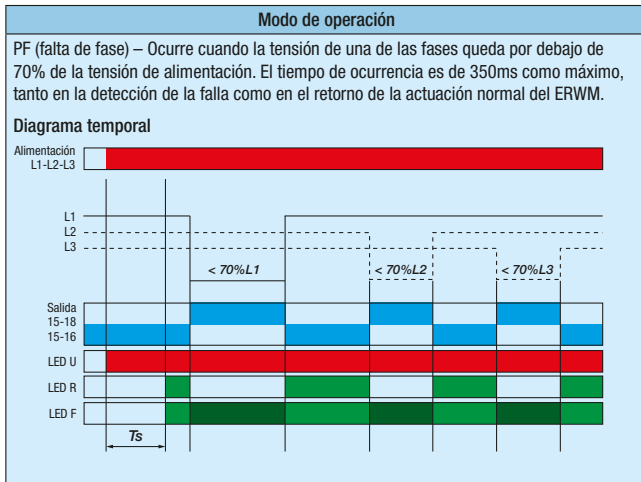 Modo de operación
PF (falta de fase) – Ocurre cuando la tensión de una de las fases queda por debajo de
70% de la tensión de alimentación. El tiempo de ocurrencia es de 350ms como máximo,
tanto en la detección de la falla como en el retorno de la actuación normal del ERWM.
Diagrama temporal
Alimentación
L1-L2-L3
L1
L2
L3
< 70%L1
< 70%L2
< 70%L3
Salida
15-18
15-16
LED U
LED R
LED F
Ts